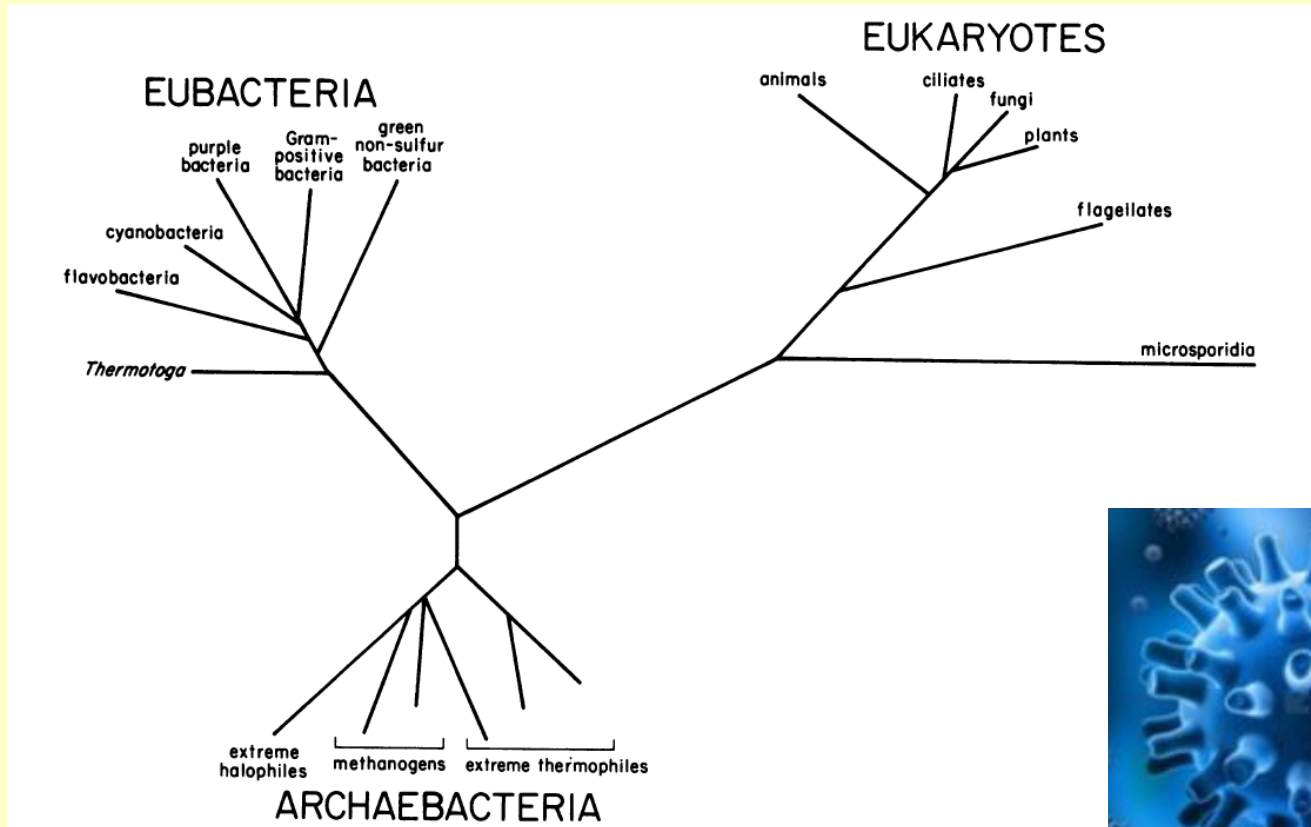 EUBACTERIA
purple
bacteria
Gram-
positive
bacteria
green
non-sulfur
bacteria
cyanobacteria
flavobacteria
Thermotoga
EUKARYOTES
animals
ciliates
fungi
plants
flagellates
microsporidia
extreme
halophiles
methanogens
extreme thermophiles
ARCHAEBACTERIA